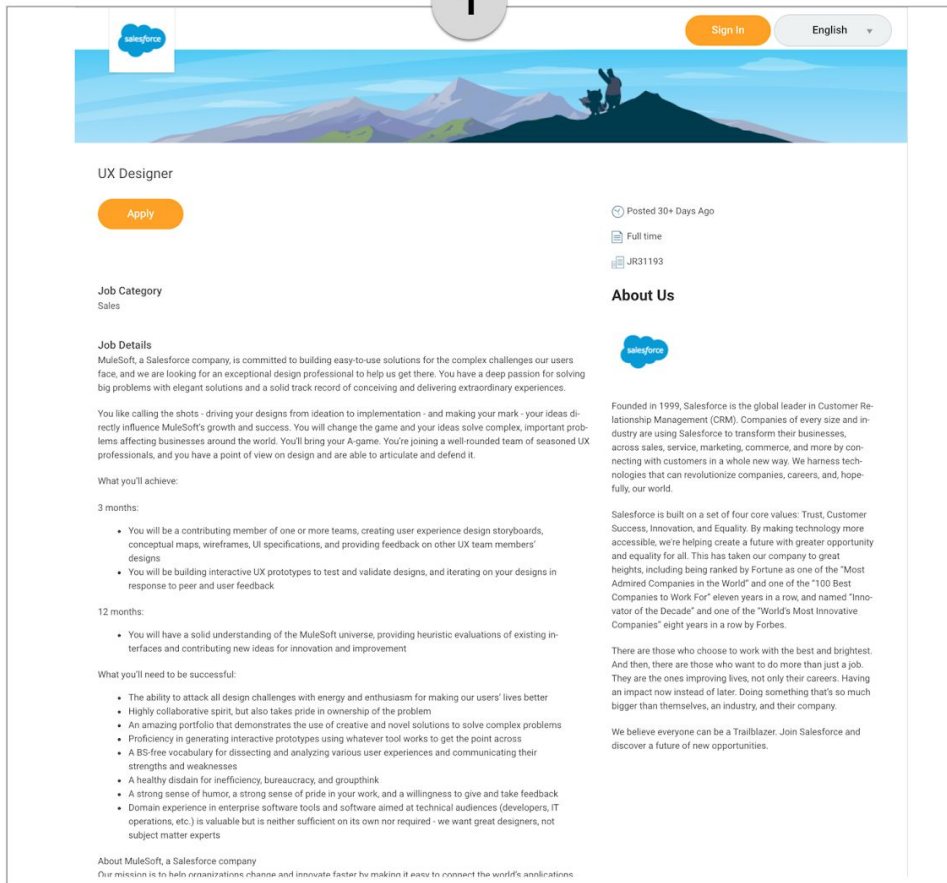 1
salesforce
Sign In
English
UX Designer
Apply
Job Category
Sales
Job Details
MuleSoft, a Salesforce company, is committed to building easy-to-use solutions for the complex challenges our users
face, and we are looking for an exceptional design professional to help us get there. You have a deep passion for solving
big problems with elegant solutions and a solid track record of conceiving and delivering extraordinary experiences.
You like calling the shots - driving your designs from ideation to implementation - and making your mark - your ideas di-
rectly influence MuleSoft's growth and success. You will change the game and your ideas solve complex, important prob-
lems affecting businesses around the world. You'll bring your A-game. You're joining a well-rounded team of seasoned UX
professionals, and you have a point of view on design and are able to articulate and defend it.
What you'll achieve:
3 months:
• You will be a contributing member of one or more teams, creating user experience design storyboards,
conceptual maps, wireframes, UI specifications, and providing feedback on other UX team members'
designs
• You will be building interactive UX prototypes to test and validate designs, and iterating on your designs in
response to peer and user feedback
12 months:
• You will have a solid understanding of the MuleSoft universe, providing heuristic evaluations of existing in-
terfaces and contributing new ideas for innovation and improvement
What you'll need to be successful:
• The ability to attack all design challenges with energy and enthusiasm for making our users' lives better
• Highly collaborative spirit, but also takes pride in ownership of the problem
• An amazing portfolio that demonstrates the use of creative and novel solutions to solve complex problems
• Proficiency in generating interactive prototypes using whatever tool works to get the point across
• A BS-free vocabulary for dissecting and analyzing various user experiences and communicating their
strengths and weaknesses
• A healthy disdain for inefficiency, bureaucracy, and groupthink
• A strong sense of humor, a strong sense of pride in your work, and a willingness to give and take feedback
• Domain experience in enterprise software tools and software aimed at technical audiences (developers, IT
operations, etc.) is valuable but is neither sufficient on its own nor required - we want great designers, not
subject matter experts
About MuleSoft, a Salesforce company
Our mission is to help organizations change and innovate faster by making it easy to connect the world's applications,
Posted 30+ Days Ago
Full time
JR31193
About Us
salesforce
Founded in 1999, Salesforce is the global leader in Customer Re-
lationship Management (CRM). Companies of every size and in-
dustry are using Salesforce to transform their businesses,
across sales, service, marketing, commerce, and more by con-
necting with customers in a whole new way. We harness tech-
nologies that can revolutionize companies, careers, and, hope-
fully, our world.
Salesforce is built on a set of four core values: Trust, Customer
Success, Innovation, and Equality. By making technology more
accessible, we're helping create a future with greater opportunity
and equality for all. This has taken our company to great
heights, including being ranked by Fortune as one of the "Most
Admired Companies in the World" and one of the "100 Best
Companies to Work For" eleven years in a row, and named "Inno-
vator of the Decade" and one of the "World's Most Innovative
Companies" eight years in a row by Forbes.
There are those who choose to work with the best and brightest.
And then, there are those who want to do more than just a job.
They are the ones improving lives, not only their careers. Having
an impact now instead of later. Doing something that's so much
bigger than themselves, an industry, and their company.
We believe everyone can be a Trailblazer. Join Salesforce and
discover a future of new opportunities.